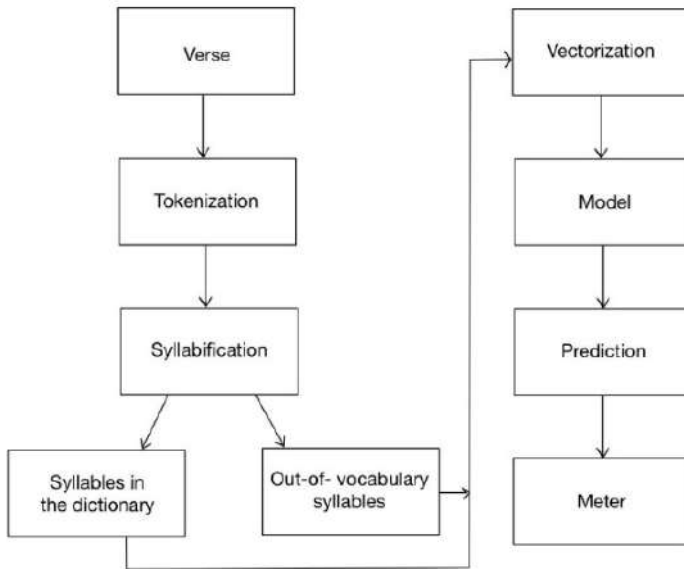 Verse
Tokenization
Syllabification
Syllables in
the dictionary
Out-of- vocabulary
syllables
Vectorization
Model
Prediction
Meter